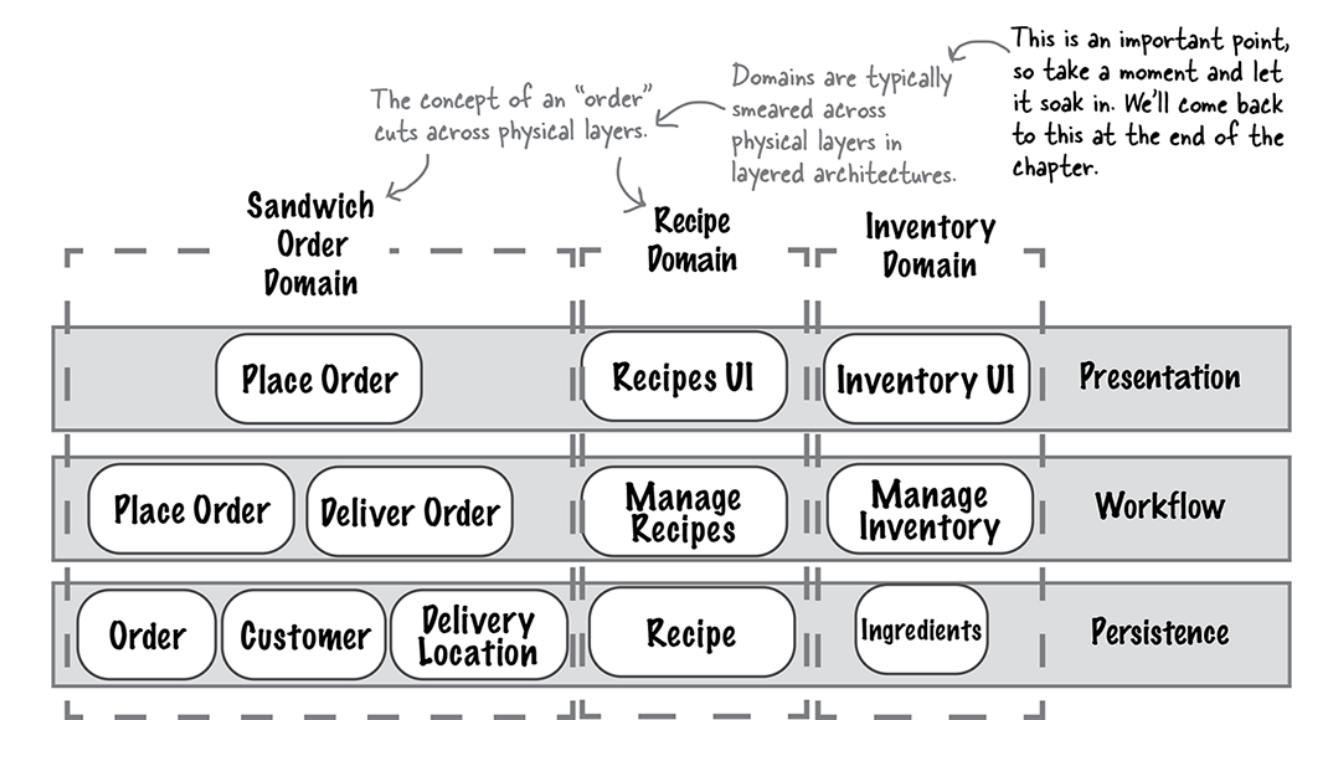 This is an important point,
so take a moment and let
it soak in. We'll come back
to this at the end of the
chapter.
Domains are typically
smeared across
physical layers in
layered architectures.
The concept of an "order"
cuts across physical layers.
Sandwich
Order
Domain
Recipe
Domain
Inventory
Domain
Place Order
Recipes UI
Inventory UI
Presentation
Place Order
Deliver Order
Manage
Recipes
Manage
Inventory
Workflow
Order
Customer
Delivery
Location
Recipe
Ingredients
Persistence